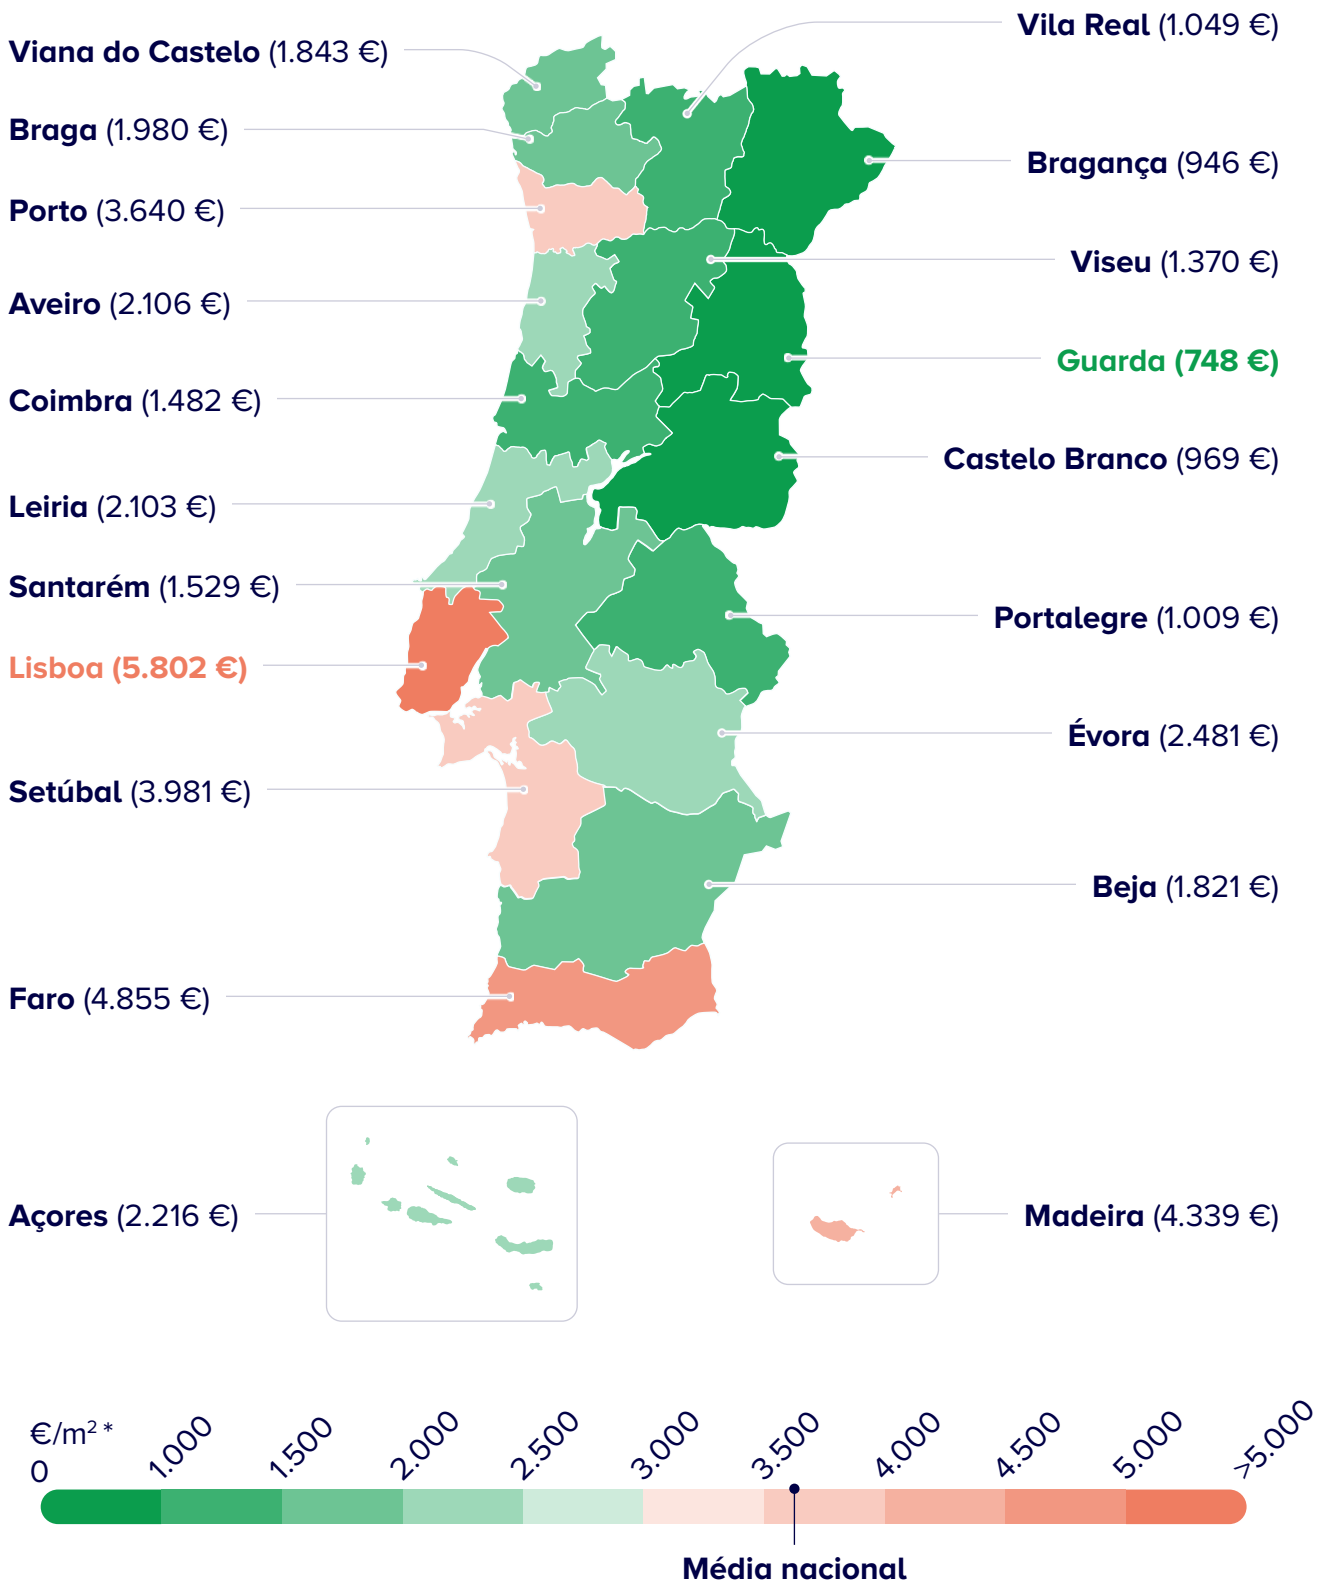 Viana do Castelo (1.843 €)
Vila Real (1.049 €)
Braga (1.980 €)
Bragança (946 €)
Porto (3.640 €)
Viseu (1.370 €)
Aveiro (2.106 €)
Guarda (748 €)
Coimbra (1.482 €)
Castelo Branco (969 €)
Leiria (2.103 €)
Santarém (1.529 €)
Portalegre (1.009 €)
Lisboa (5.802 €)
Évora (2.481 €)
Setúbal (3.981 €)
Beja (1.821 €)
Faro (4.855 €)
Açores (2.216 €)
Madeira (4.339 €)
€/m² *
0 1.000 1.500 2.000 2.500 3.000 3.500 4.000 4.500 5.000 >5.000
Média nacional